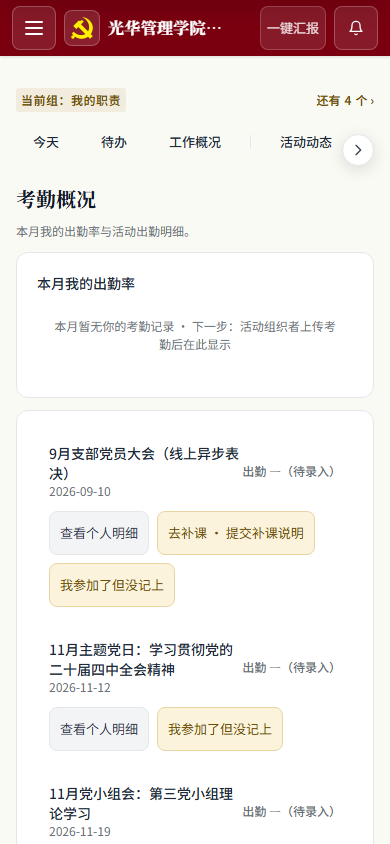 光华管理学院…
一键汇报
当前组：我的职责
还有 4 个 ›
今天
待办
工作概况
活动动态
考勤概况
本月我的出勤率与活动出勤明细。
本月我的出勤率
本月暂无你的考勤记录 · 下一步：活动组织者上传考
勤后在此显示
9月支部党员大会（线上异步表
决）
出勤 —（待录入）
2026-09-10
查看个人明细
去补课 · 提交补课说明
我参加了但没记上
11月主题党日：学习贯彻党的
二十届四中全会精神
出勤 —（待录入）
2026-11-12
查看个人明细
我参加了但没记上
11月党小组会：第三党小组理
论学习
出勤 —（待录入）
2026-11-19